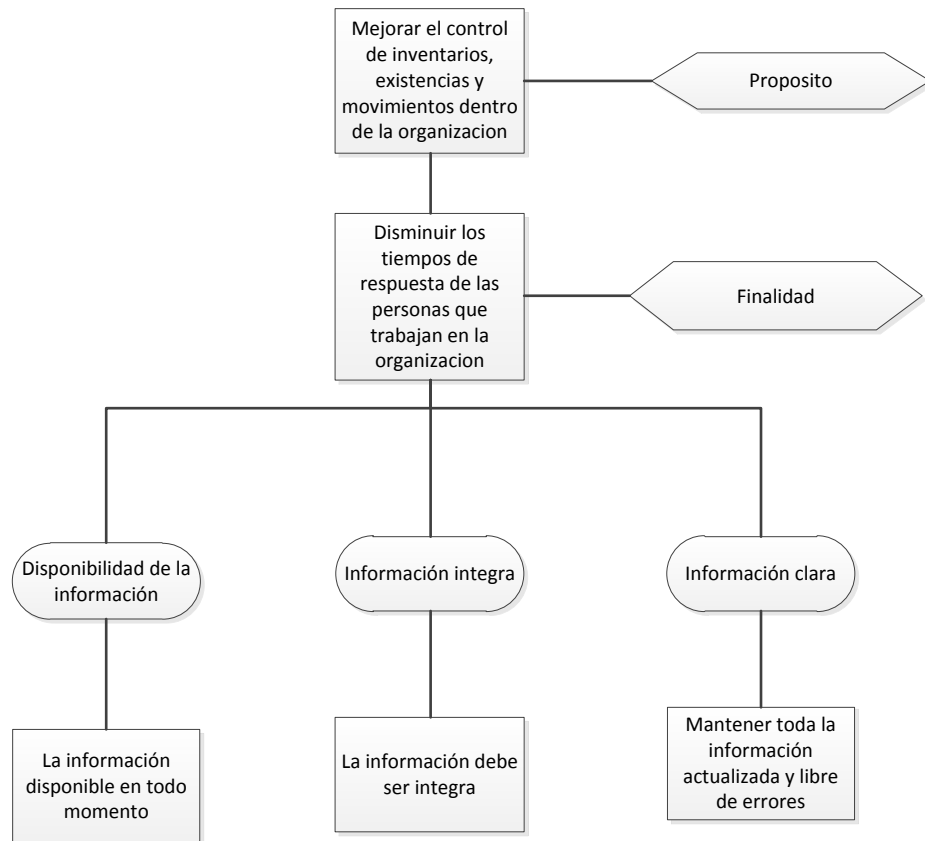 Mejorar el control
de inventarios,
existencias y
movimientos dentro
de la organizacion
Proposito
Disminuir los
tiempos de
respuesta de las
personas que
trabajan en la
organizacion
Finalidad
Disponibilidad de la
información
Información integra
Información clara
La información
disponible en todo
momento
La información debe
ser integra
Mantener toda la
información
actualizada y libre
de errores